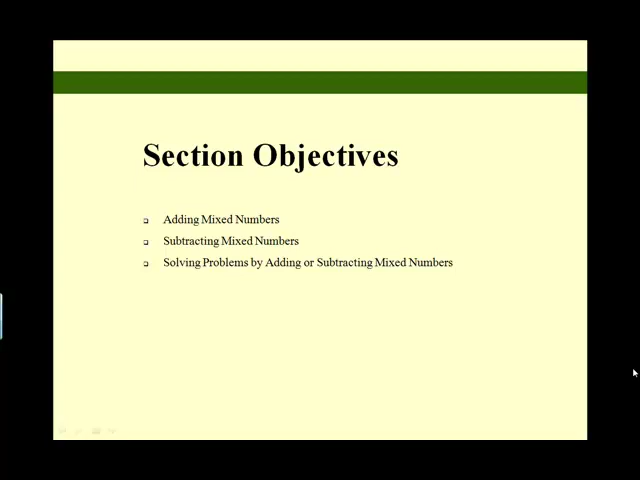 Section Objectives
Adding Mixed Numbers
Subtracting Mixed Numbers
Solving Problems by Adding or Subtracting Mixed Numbers